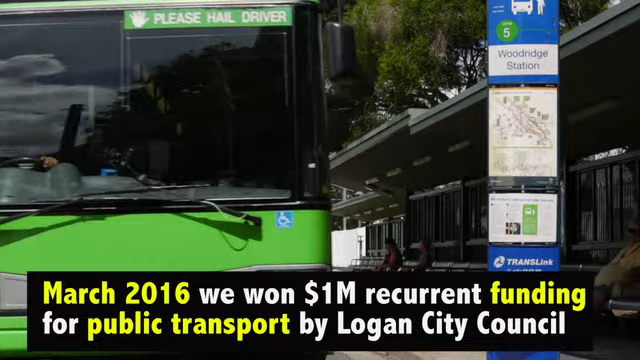 PLEASE HAIL DRIVER
5
Woodridge
Station
TRANSLink
March 2016 we won $1M recurrent funding
for public transport by Logan City Council